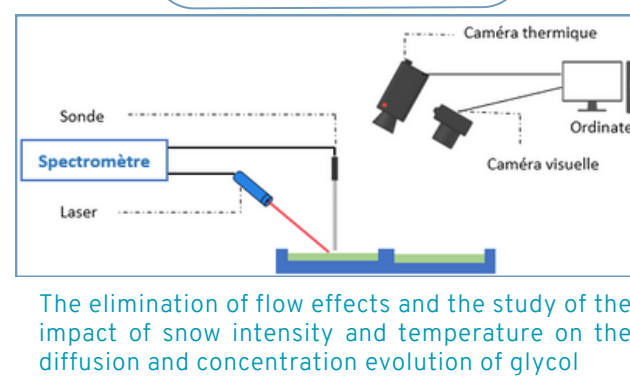 Caméra thermique
Sonde
Ordinate
Spectromètre
Caméra visuelle
Laser
The elimination of flow effects and the study of the
impact of snow intensity and temperature on the
diffusion and concentration evolution of glycol